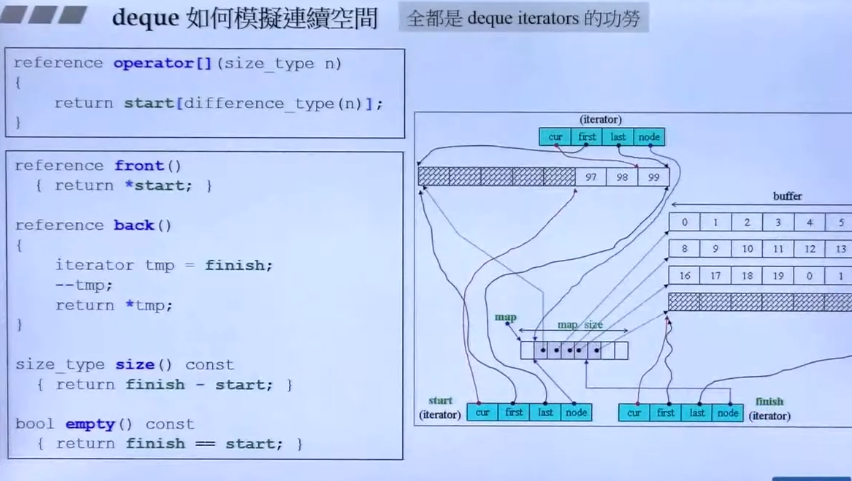 deque 如何模擬連續空間
全都是 deque iterators 的功勞
reference operator[](size_type n)
{
return start[difference_type(n)];
}
reference front()
{ return *start; }
reference back()
{
iterator tmp = finish;
--tmp;
return *tmp;
}
size_type size() const
{ return finish - start; }
bool empty() const
{ return finish == start; }
(iterator)
cur first last node
97 98 99
buffer
0 1 2 3 4 5
8 9 10 11 12 13
16 17 18 19 0 1
map
map size
start
(iterator)
cur first last node
cur first last node
finish
(iterator)